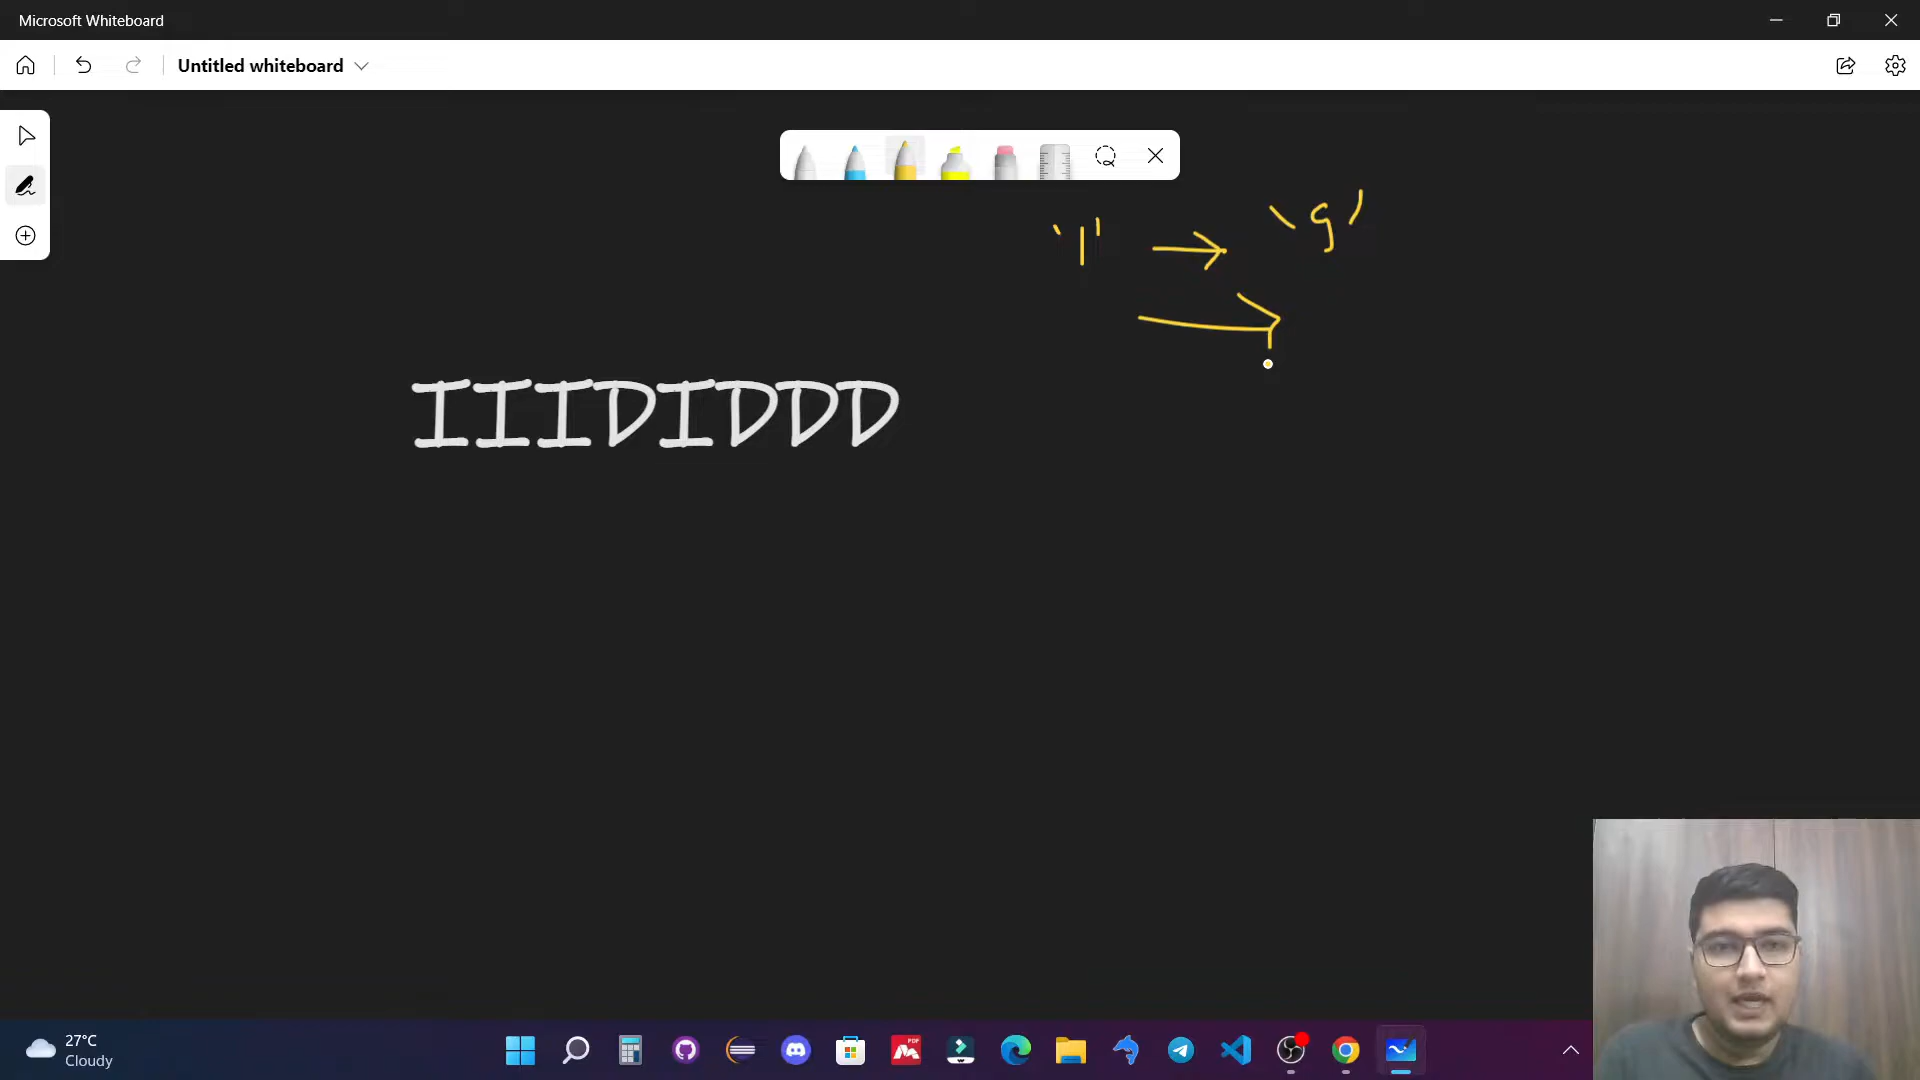 Microsoft Whiteboard
Untitled whiteboard
'1' → '9'
IIIDIDDD
27°C
Cloudy